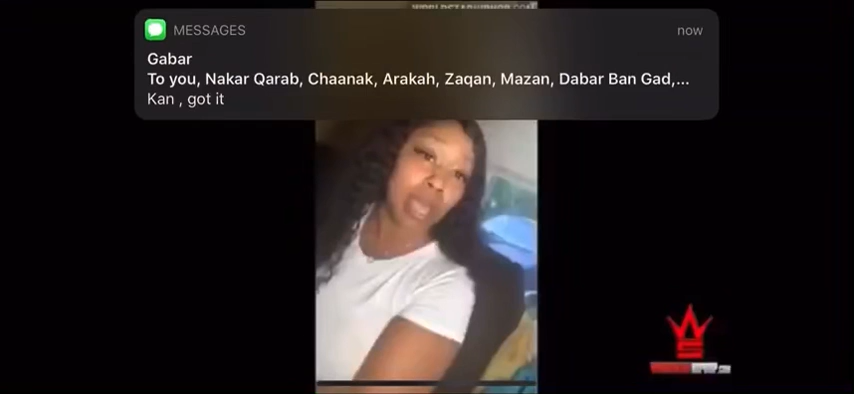 MESSAGES
now
Gabar
To you, Nakar Qarab, Chaanak, Arakah, Zaqan, Mazan, Dabar Ban Gad,...
Kan , got it